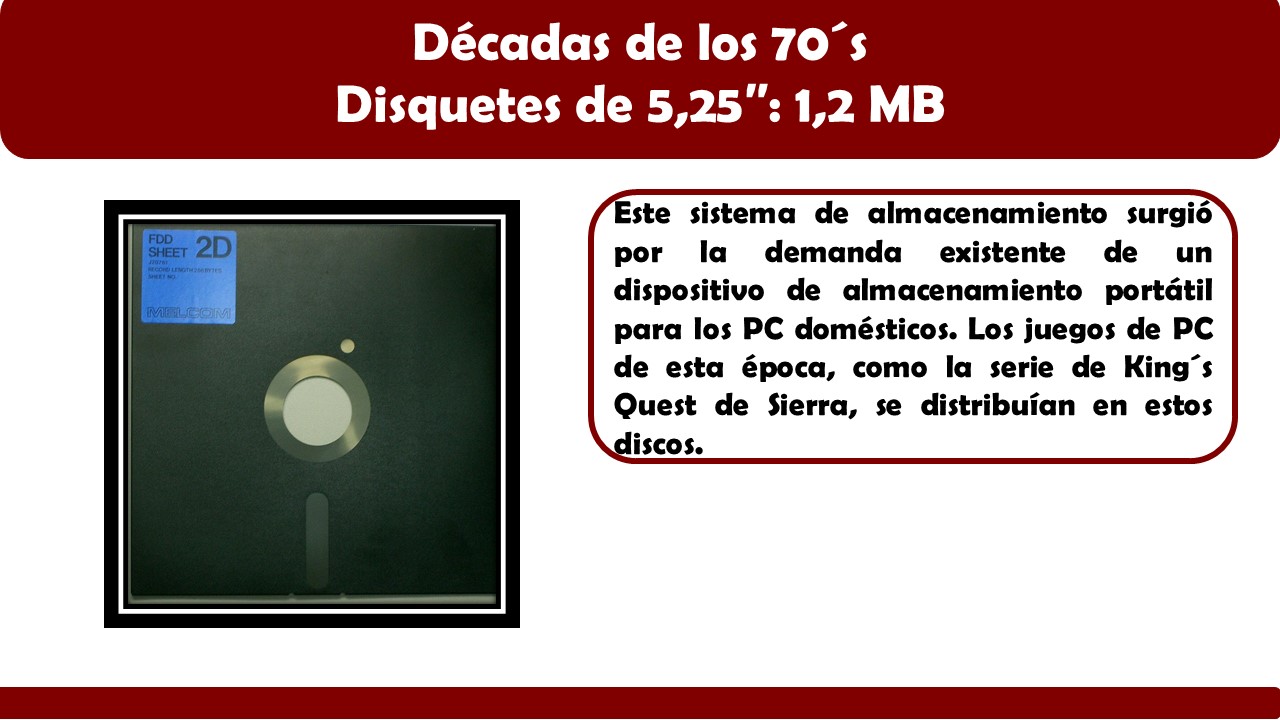 Décadas de los 70´s
Disquetes de 5,25″: 1,2 MB
FDD
SHEET 2D
RECORD LENGTH 256 BYTES
SHEET NO.
MELCOM
Este sistema de almacenamiento surgió
por la demanda existente de un
dispositivo de almacenamiento portátil
para los PC domésticos. Los juegos de PC
de esta época, como la serie de King´s
Quest de Sierra, se distribuían en estos
discos.